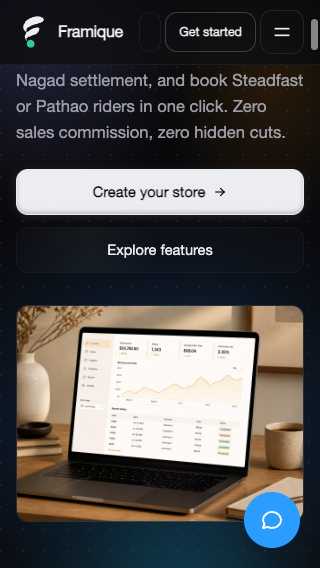 Framique
Get started
Nagad settlement, and book Steadfast
or Pathao riders in one click. Zero
sales commission, zero hidden cuts.
Create your store →
Explore features